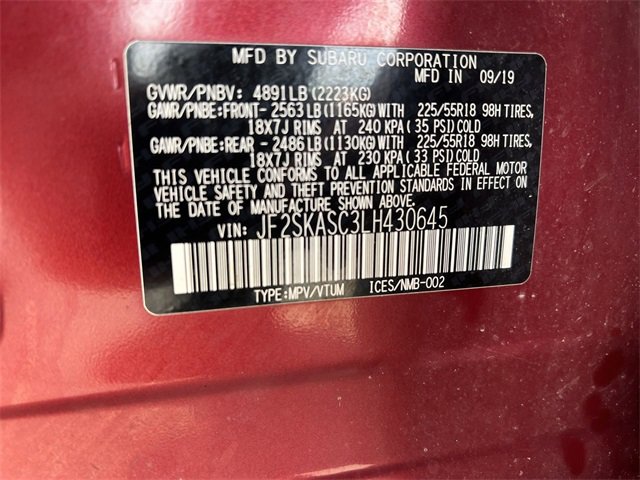 MFD BY SUBARU CORPORATION
MFD IN 09/19
GVWR/PNBV: 4891LB(2223KG)
GAWR/PNBE:FRONT-2563LB(1165KG)WITH 225/55R18 98H TIRES,
18X7J RIMS AT 240 KPA(35 PSI)COLD
GAWR/PNBE:REAR -2486LB(1130KG)WITH 225/55R18 98H TIRES,
18X7J RIMS AT 230 KPA(33 PSI)COLD
THIS VEHICLE CONFORMS TO ALL APPLICABLE FEDERAL MOTOR
VEHICLE SAFETY AND THEFT PREVENTION STANDARDS IN EFFECT ON
THE DATE OF MANUFACTURE SHOWN ABOVE.
VIN: JF2SKASC3LH430645
TYPE:MPV/VTUM ICES/NMB-002